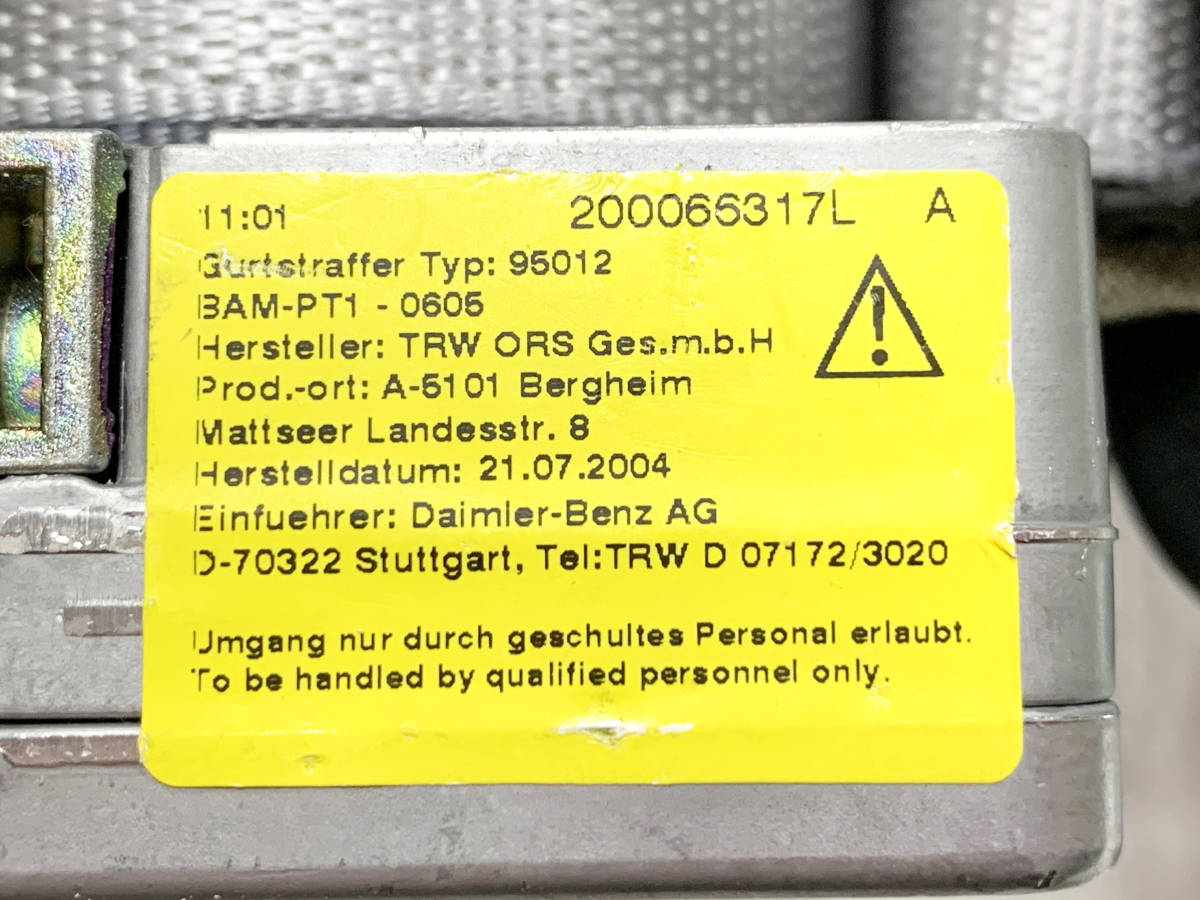 11:01 200066317L A
Gurtstraffer Typ: 95012
BAM-PT1 - 0605
Hersteller: TRW ORS Ges.m.b.H
Prod.-ort: A-5101 Bergheim
Mattseer Landesstr. 8
Herstelldatum: 21.07.2004
Einfuehrer: Daimler-Benz AG
D-70322 Stuttgart, Tel:TRW D 07172/3020
Umgang nur durch geschultes Personal erlaubt.
To be handled by qualified personnel only.